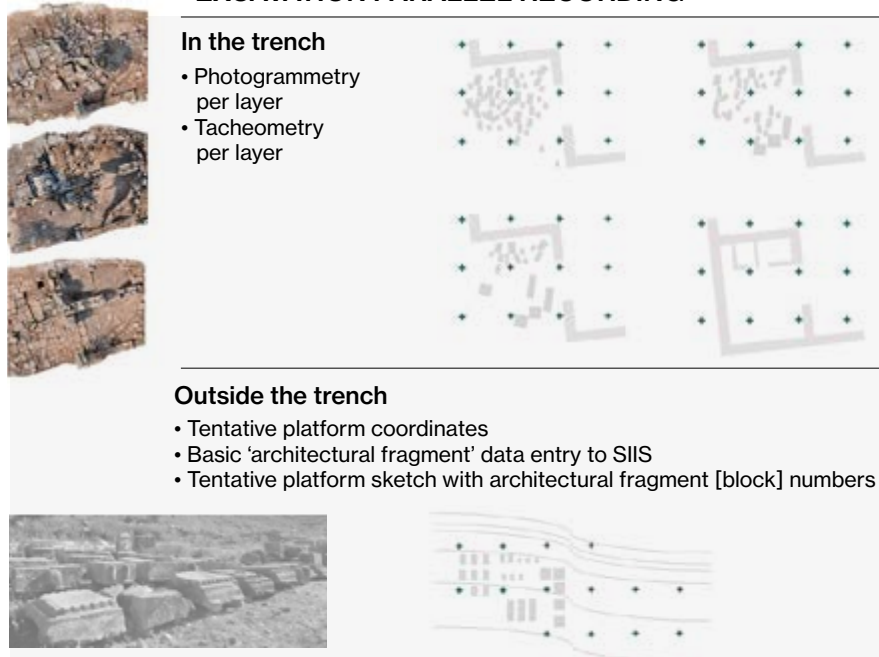 In the trench
• Photogrammetry
per layer
• Tacheometry
per layer
Outside the trench
• Tentative platform coordinates
• Basic ‘architectural fragment’ data entry to SIIS
• Tentative platform sketch with architectural fragment [block] numbers